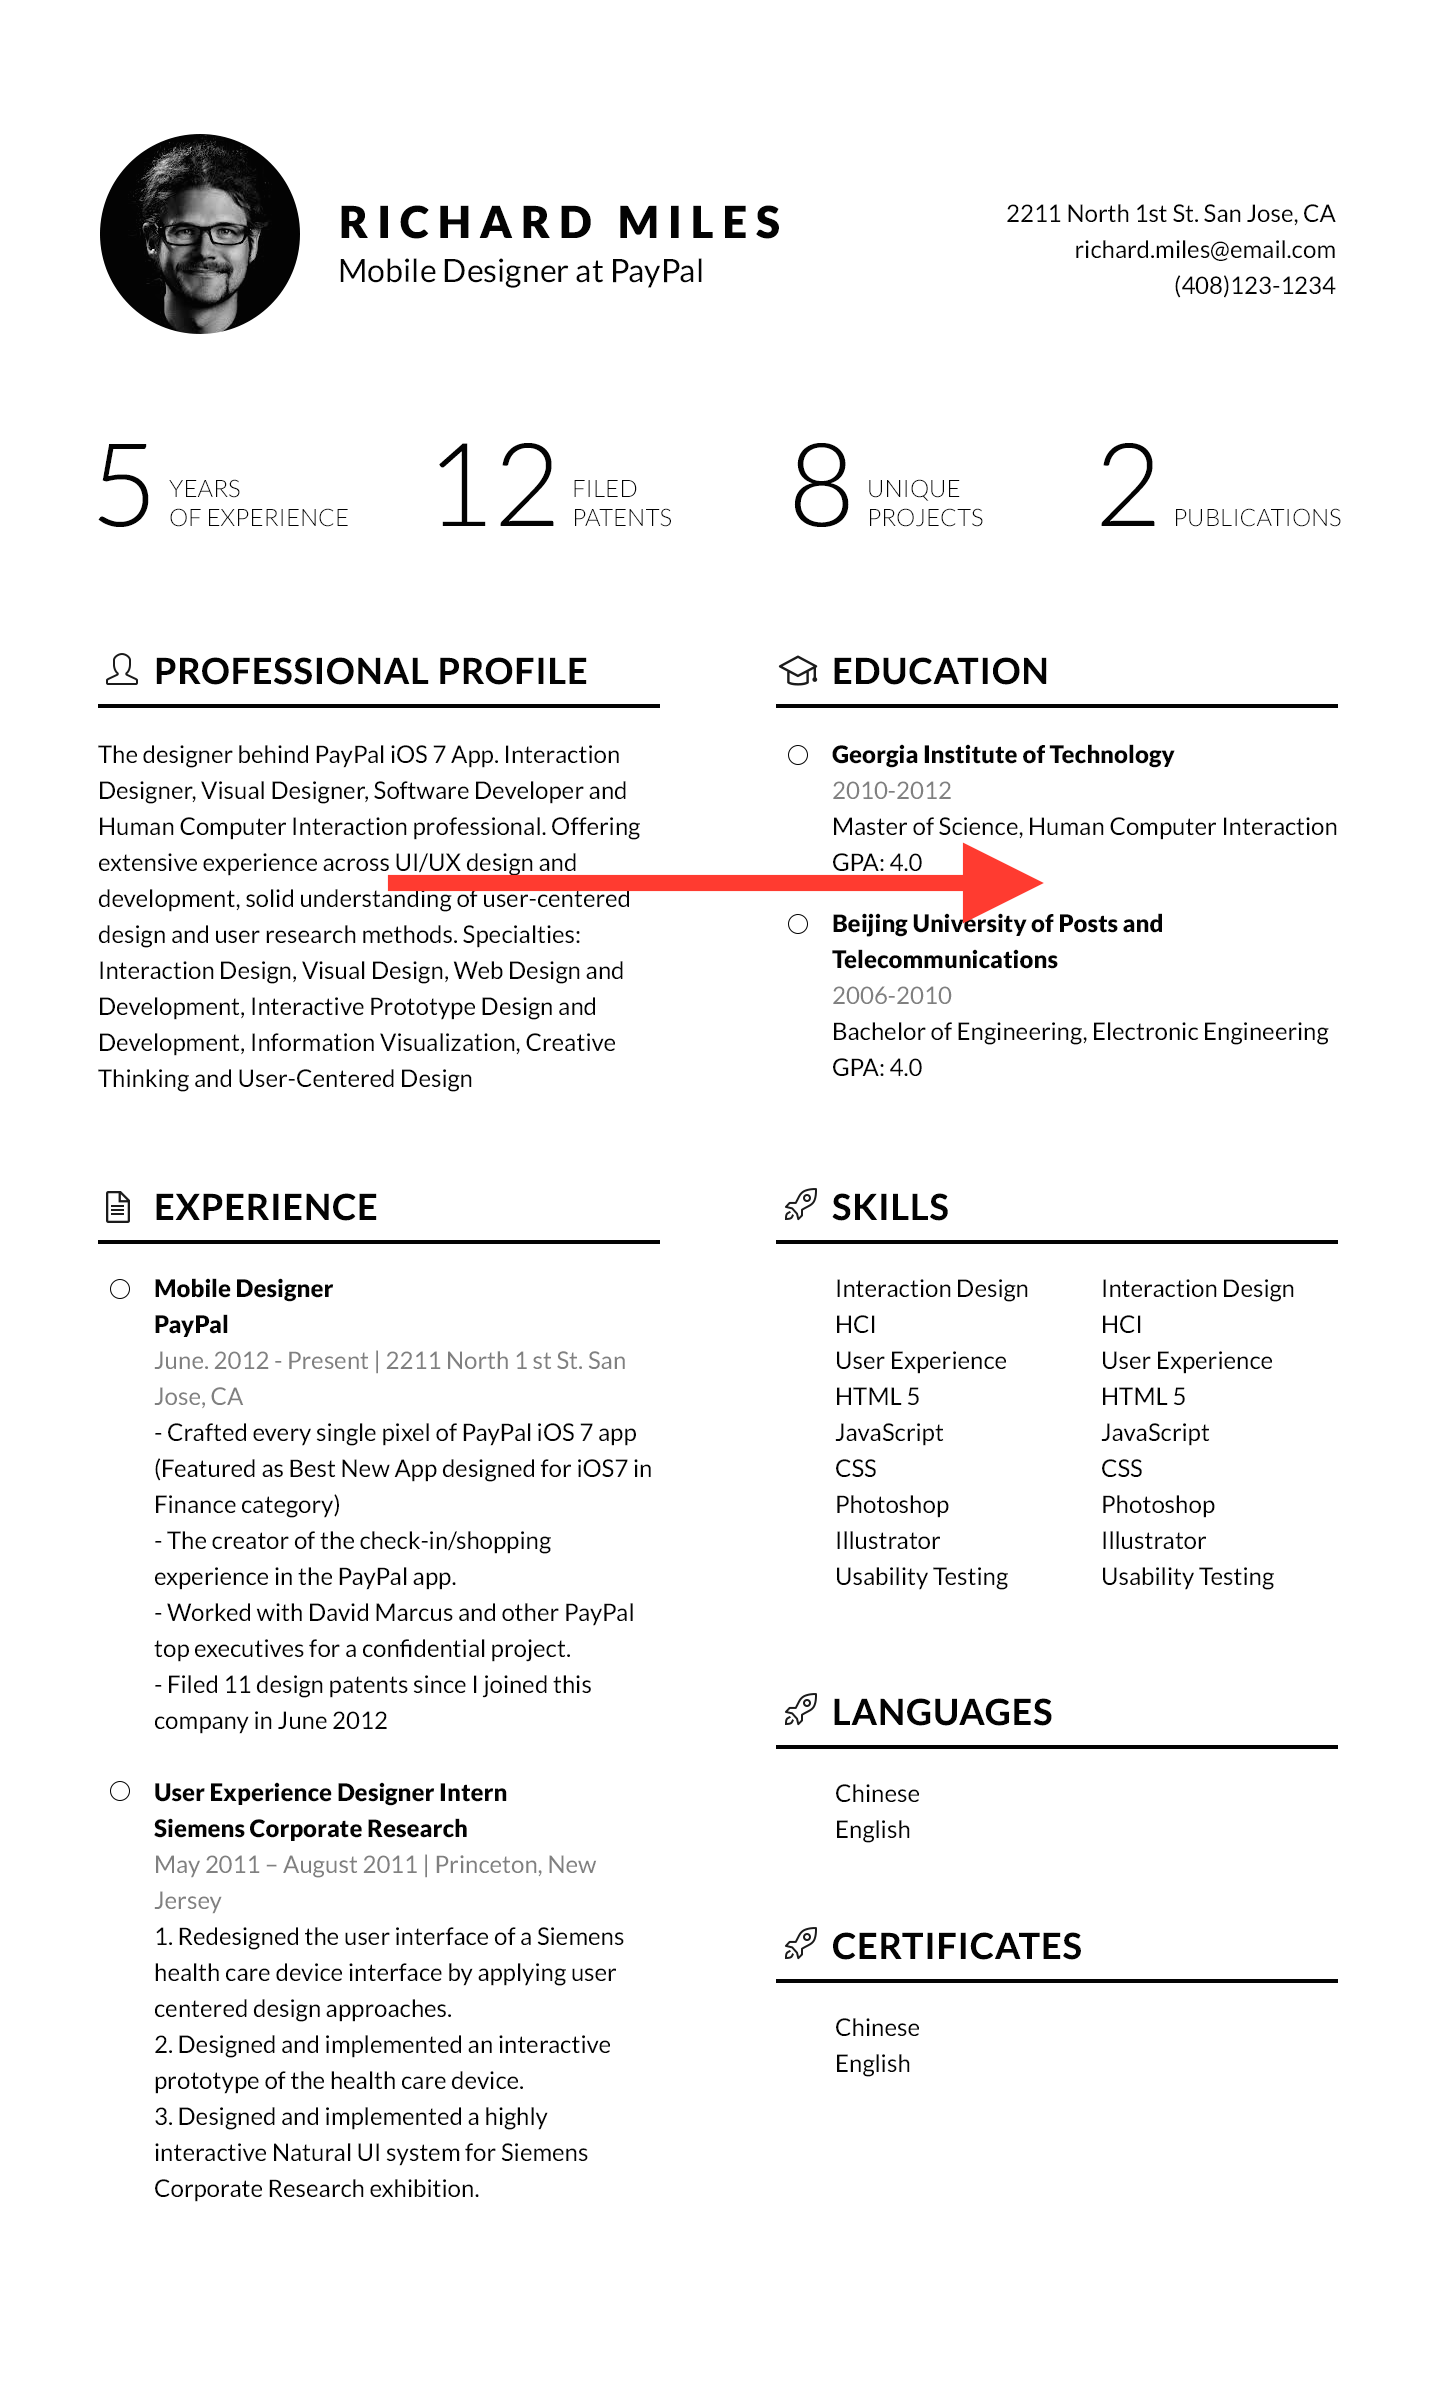 RICHARD MILES
Mobile Designer at PayPal
2211 North 1st St. San Jose, CA
richard.miles@email.com
(408)123-1234
5 YEARS
OF EXPERIENCE
12 FILED
PATENTS
8 UNIQUE
PROJECTS
2 PUBLICATIONS
PROFESSIONAL PROFILE
The designer behind PayPal iOS 7 App. Interaction
Designer, Visual Designer, Software Developer and
Human Computer Interaction professional. Offering
extensive experience across UI/UX design and
development, solid understanding of user-centered
design and user research methods. Specialties:
Interaction Design, Visual Design, Web Design and
Development, Interactive Prototype Design and
Development, Information Visualization, Creative
Thinking and User-Centered Design
EDUCATION
Georgia Institute of Technology
2010-2012
Master of Science, Human Computer Interaction
GPA: 4.0
Beijing University of Posts and
Telecommunications
2006-2010
Bachelor of Engineering, Electronic Engineering
GPA: 4.0
EXPERIENCE
Mobile Designer
PayPal
June. 2012 - Present | 2211 North 1 st St. San
Jose, CA
- Crafted every single pixel of PayPal iOS 7 app
(Featured as Best New App designed for iOS7 in
Finance category)
- The creator of the check-in/shopping
experience in the PayPal app.
- Worked with David Marcus and other PayPal
top executives for a confidential project.
- Filed 11 design patents since I joined this
company in June 2012
User Experience Designer Intern
Siemens Corporate Research
May 2011 – August 2011 | Princeton, New
Jersey
1. Redesigned the user interface of a Siemens
health care device interface by applying user
centered design approaches.
2. Designed and implemented an interactive
prototype of the health care device.
3. Designed and implemented a highly
interactive Natural UI system for Siemens
Corporate Research exhibition.
SKILLS
Interaction Design
HCI
User Experience
HTML 5
JavaScript
CSS
Photoshop
Illustrator
Usability Testing
Interaction Design
HCI
User Experience
HTML 5
JavaScript
CSS
Photoshop
Illustrator
Usability Testing
LANGUAGES
Chinese
English
CERTIFICATES
Chinese
English